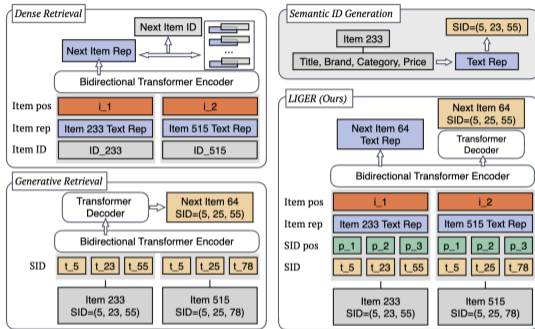 Dense Retrieval
Next Item ID
Next Item Rep
...
Bidirectional Transformer Encoder
Item pos i_1 i_2
Item rep Item 233 Text Rep Item 515 Text Rep
Item ID ID_233 ID_515
Generative Retrieval
Transformer
Decoder
Next Item 64
SID=(5, 25, 55)
Bidirectional Transformer Encoder
SID t_5 t_23 t_55 t_5 t_25 t_78
Item 233
SID=(5, 23, 55)
Item 515
SID=(5, 25, 78)
Semantic ID Generation
Item 233
SID=(5, 23, 55)
Title, Brand, Category, Price
Text Rep
LIGER (Ours)
Next Item 64
SID=(5, 25, 55)
Next Item 64
Text Rep
Transformer
Decoder
Bidirectional Transformer Encoder
Item pos i_1 i_2
Item rep Item 233 Text Rep Item 515 Text Rep
SID pos p_1 p_2 p_3 p_1 p_2 p_3
SID t_5 t_23 t_55 t_5 t_25 t_78
Item 233
SID=(5, 23, 55)
Item 515
SID=(5, 25, 78)